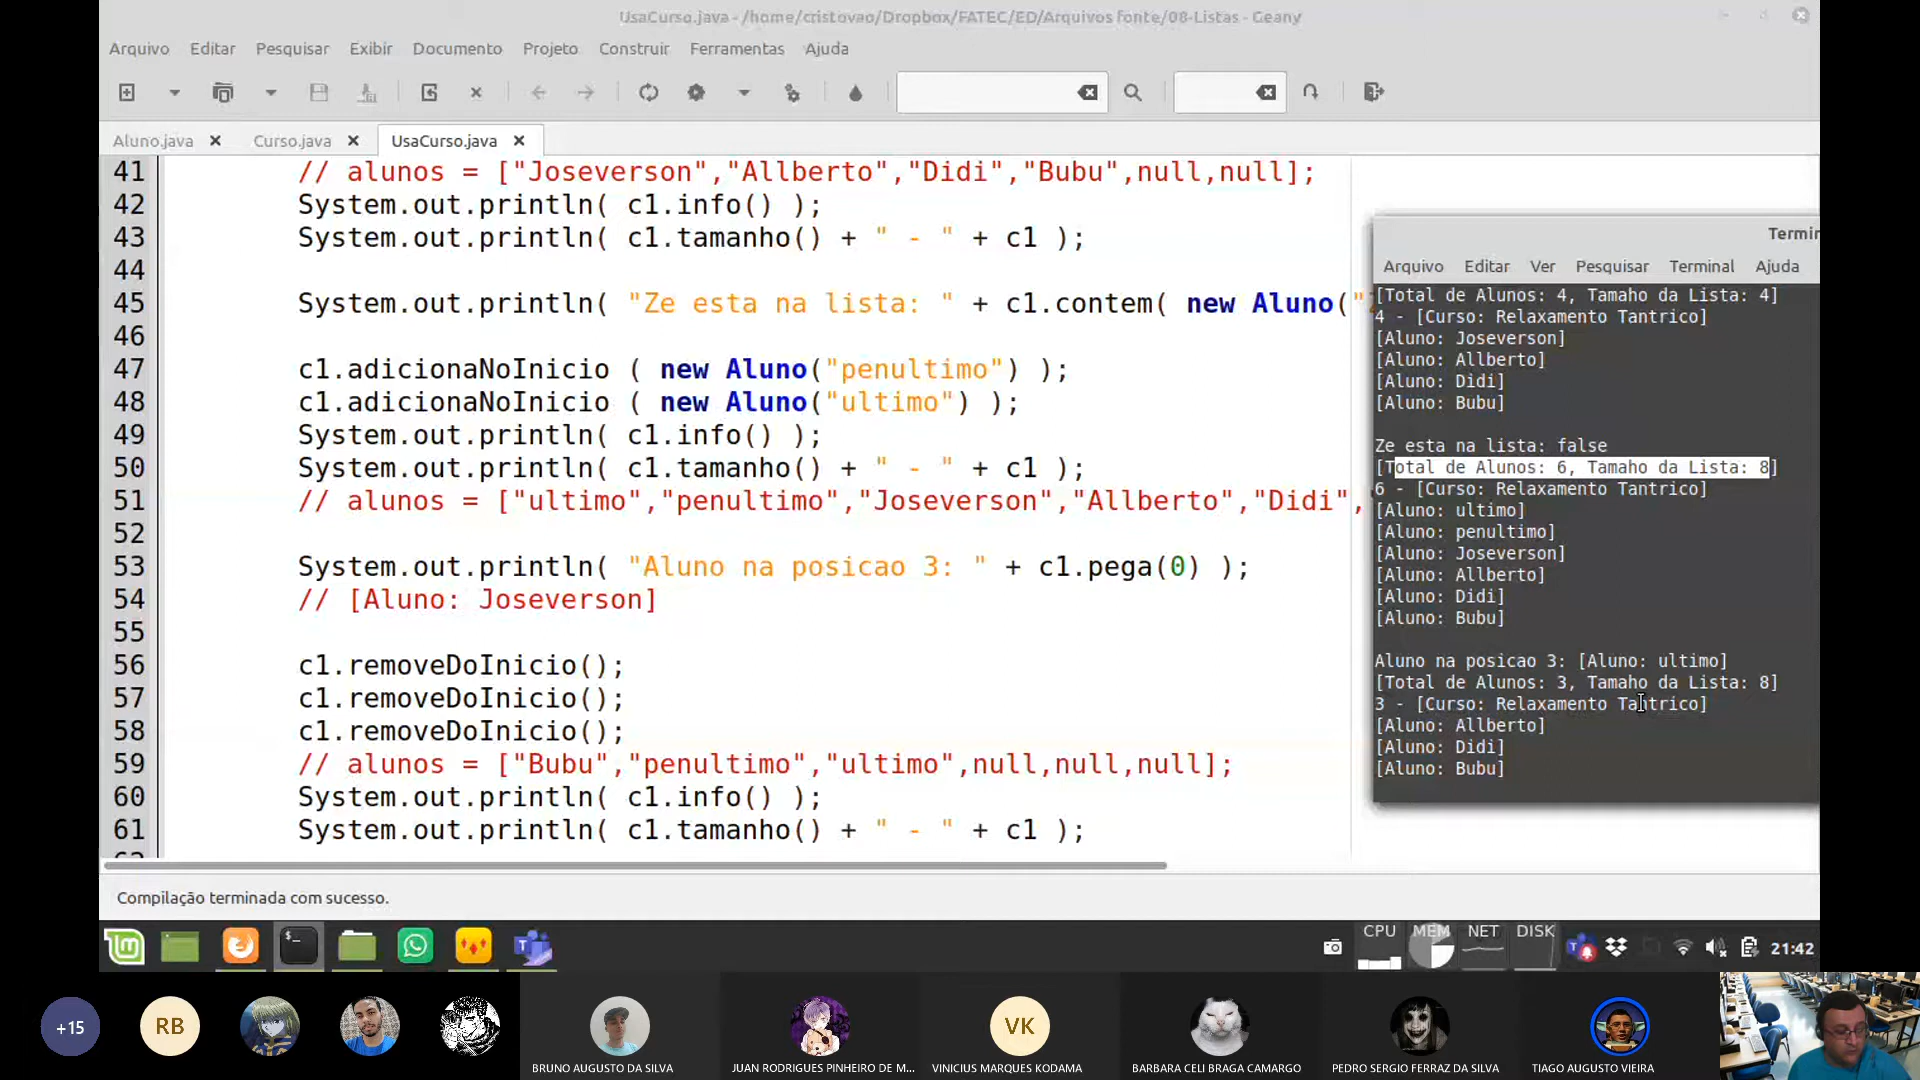 UsaCurso.java - /home/cristovao/Dropbox/FATEC/ED/Arquivos fonte/08-Listas - Geany
Arquivo Editar Pesquisar Exibir Documento Projeto Construir Ferramentas Ajuda
Aluno.java Curso.java UsaCurso.java
41 // alunos = ["Joseverson","Allberto","Didi","Bubu",null,null];
42 System.out.println( c1.info() );
43 System.out.println( c1.tamanho() + " - " + c1 );
44
45 System.out.println( "Ze esta na lista: " + c1.contem( new Aluno("
46
47 c1.adicionaNoInicio ( new Aluno("penultimo") );
48 c1.adicionaNoInicio ( new Aluno("ultimo") );
49 System.out.println( c1.info() );
50 System.out.println( c1.tamanho() + " - " + c1 );
51 // alunos = ["ultimo","penultimo","Joseverson","Allberto","Didi",
52
53 System.out.println( "Aluno na posicao 3: " + c1.pega(0) );
54 // [Aluno: Joseverson]
55
56 c1.removeDoInicio();
57 c1.removeDoInicio();
58 c1.removeDoInicio();
59 // alunos = ["Bubu","penultimo","ultimo",null,null,null];
60 System.out.println( c1.info() );
61 System.out.println( c1.tamanho() + " - " + c1 );
Termin
Arquivo Editar Ver Pesquisar Terminal Ajuda
[Total de Alunos: 4, Tamaho da Lista: 4]
4 - [Curso: Relaxamento Tantrico]
[Aluno: Joseverson]
[Aluno: Allberto]
[Aluno: Didi]
[Aluno: Bubu]
Ze esta na lista: false
[Total de Alunos: 6, Tamaho da Lista: 8]
6 - [Curso: Relaxamento Tantrico]
[Aluno: ultimo]
[Aluno: penultimo]
[Aluno: Joseverson]
[Aluno: Allberto]
[Aluno: Didi]
[Aluno: Bubu]
Aluno na posicao 3: [Aluno: ultimo]
[Total de Alunos: 3, Tamaho da Lista: 8]
3 - [Curso: Relaxamento Tantrico]
[Aluno: Allberto]
[Aluno: Didi]
[Aluno: Bubu]
Compilação terminada com sucesso.
CPU MEM NET DISK
21:42
+15 RB VK
BRUNO AUGUSTO DA SILVA JUAN RODRIGUES PINHEIRO DE M... VINICIUS MARQUES KODAMA BARBARA CELI BRAGA CAMARGO PEDRO SERGIO FERRAZ DA SILVA TIAGO AUGUSTO VIEIRA